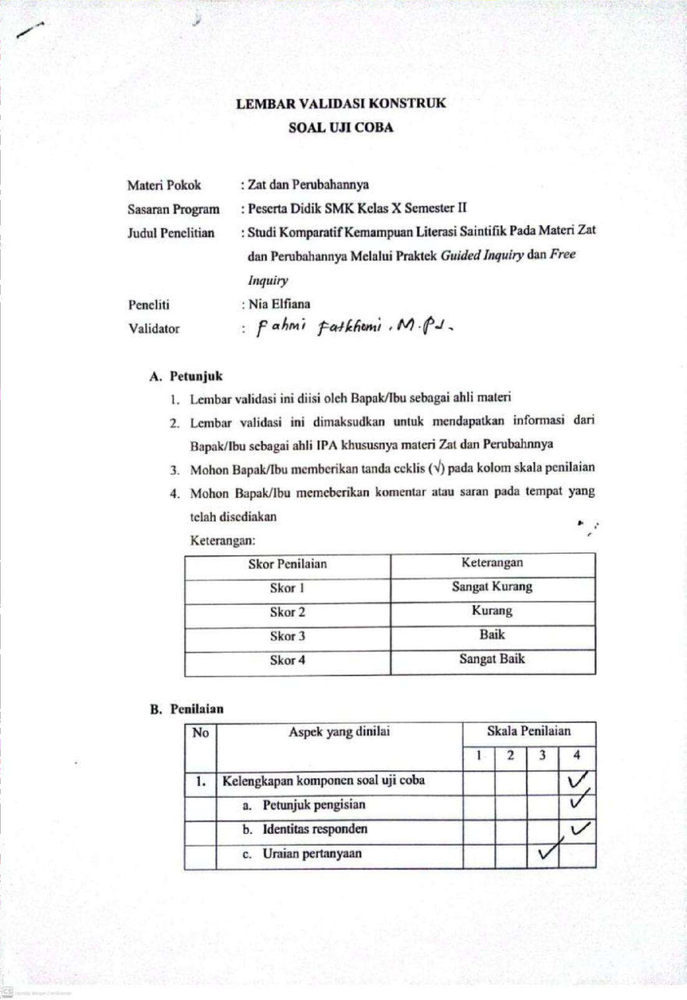 LEMBAR VALIDASI KONSTRUK
SOAL UJI COBA
Materi Pokok : Zat dan Perubahannya
Sasaran Program : Peserta Didik SMK Kelas X Semester II
Judul Penelitian : Studi Komparatif Kemampuan Literasi Saintifik Pada Materi Zat
dan Perubahannya Melalui Praktek Guided Inquiry dan Free
Inquiry
Peneliti : Nia Elfiana
Validator : Fahmi Fatkhomi, M.Pd.
A. Petunjuk
1. Lembar validasi ini diisi oleh Bapak/Ibu sebagai ahli materi
2. Lembar validasi ini dimaksudkan untuk mendapatkan informasi dari
Bapak/Ibu sebagai ahli IPA khususnya materi Zat dan Perubahnnya
3. Mohon Bapak/Ibu memberikan tanda ceklis (√) pada kolom skala penilaian
4. Mohon Bapak/Ibu memeberikan komentar atau saran pada tempat yang
telah disediakan
Keterangan:
Skor Penilaian Keterangan
Skor 1 Sangat Kurang
Skor 2 Kurang
Skor 3 Baik
Skor 4 Sangat Baik
B. Penilaian
No Aspek yang dinilai Skala Penilaian
1 2 3 4
1. Kelengkapan komponen soal uji coba ✓
a. Petunjuk pengisian ✓
b. Identitas responden ✓
c. Uraian pertanyaan ✓
CS